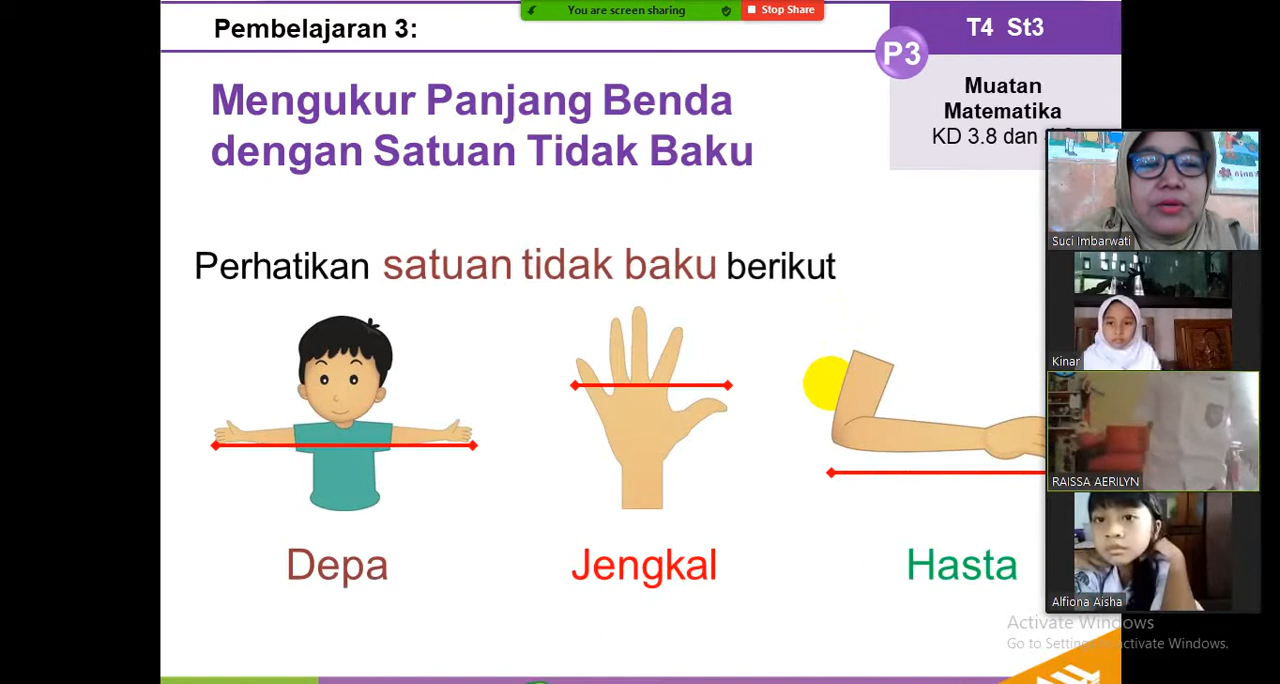 You are screen sharing
Stop Share
Pembelajaran 3:
T4 St3
P3
Muatan
Matematika
KD 3.8 dan
Mengukur Panjang Benda
dengan Satuan Tidak Baku
Perhatikan satuan tidak baku berikut
Depa
Jengkal
Hasta
Suci Imbarwati
Kinar
RAISSA AERILYN
Alfiona Aisha
Activate Windows
Go to Settings to activate Windows.